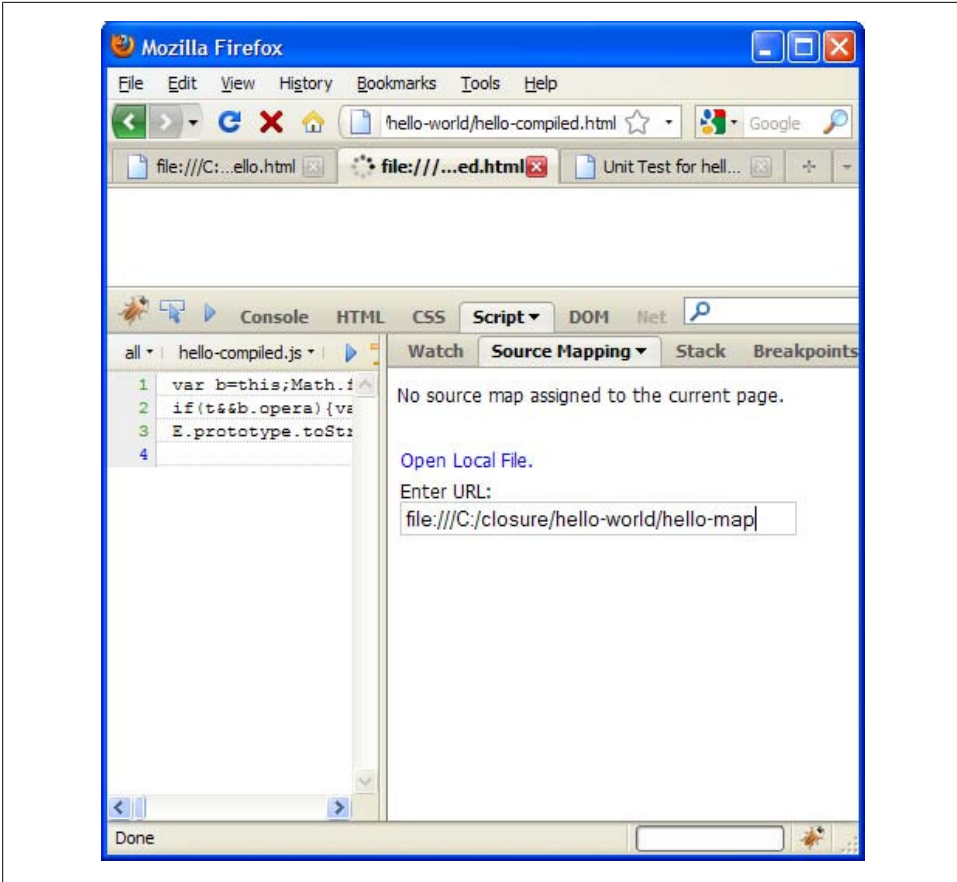 Mozilla Firefox
File Edit View History Bookmarks Tools Help
/hello-world/hello-compiled.html Google
file:///C:...ello.html file:///...ed.html Unit Test for hell...
Console HTML CSS Script DOM Net
all hello-compiled.js Watch Source Mapping Stack Breakpoints
1 var b=this;Math.f
2 if(t&&b.opera){va
3 E.prototype.toSt
4
No source map assigned to the current page.
Open Local File.
Enter URL:
file:///C:/closure/hello-world/hello-map
Done